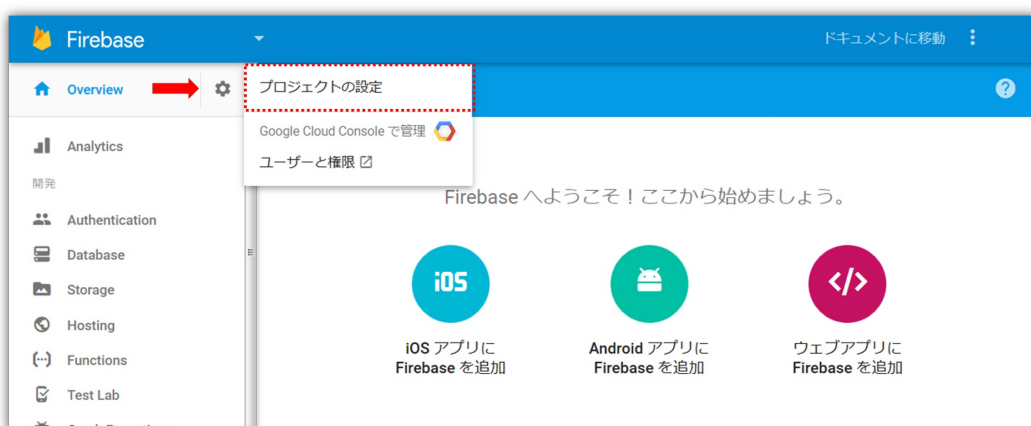 Firebase
ドキュメントに移動
Overview
プロジェクトの設定
Google Cloud Console で管理
ユーザーと権限
Analytics
開発
Authentication
Database
Storage
Hosting
Functions
Test Lab
Firebase へようこそ！ここから始めましょう。
iOS
iOS アプリに
Firebase を追加
Android アプリに
Firebase を追加
</>
ウェブアプリに
Firebase を追加